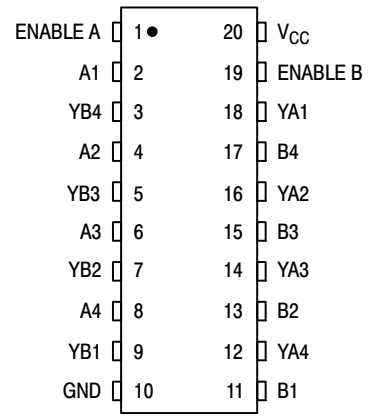 ENABLE A 1 20 VCC
A1 2 19 ENABLE B
YB4 3 18 YA1
A2 4 17 B4
YB3 5 16 YA2
A3 6 15 B3
YB2 7 14 YA3
A4 8 13 B2
YB1 9 12 YA4
GND 10 11 B1